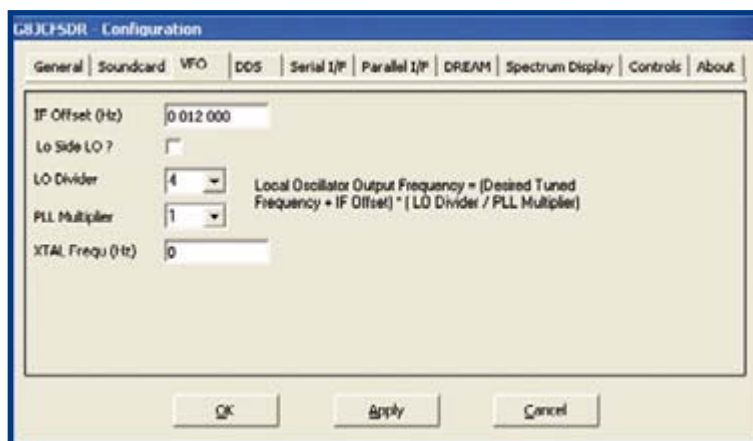 G8JCFSDR - Configuration
General Soundcard VFO DDS Serial I/F Parallel I/F DREAM Spectrum Display Controls About
IF Offset (Hz) 0 012 000
Lo Side LO ?
LO Divider 4
Local Oscillator Output Frequency = (Desired Tuned
Frequency + IF Offset) * ( LO Divider / PLL Multiplier)
PLL Multiplier 1
XTAL Frequ (Hz) 0
OK Apply Cancel